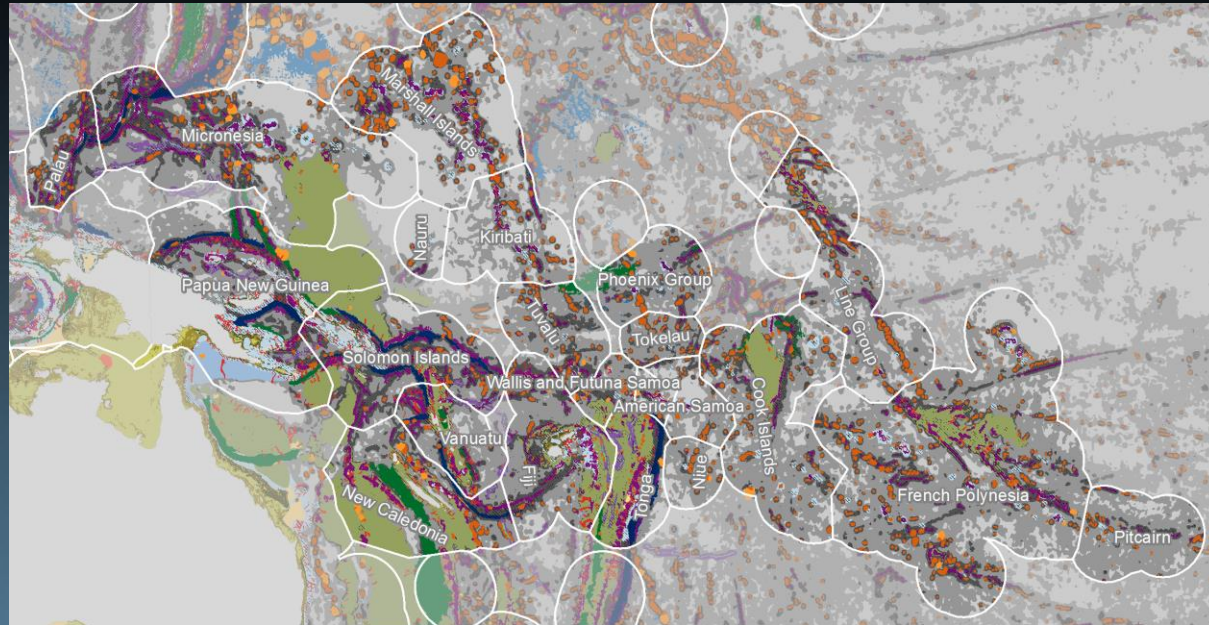 Marshall Islands
Micronesia
Palau
Nauru
Kiribati
Phoenix Group
Papua New Guinea
Tuvalu
Line Group
Tokelau
Solomon Islands
Wallis and Futuna Samoa
American Samoa
Cook Islands
Vanuatu
Fiji
Niue
Tonga
New Caledonia
French Polynesia
Pitcairn